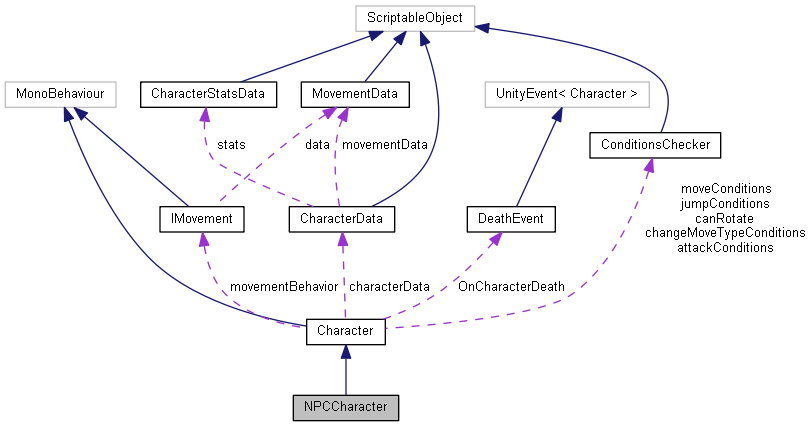 ScriptableObject
MonoBehaviour
CharacterStatsData
MovementData
UnityEvent< Character >
ConditionsChecker
stats
data
movementData
moveConditions
jumpConditions
canRotate
changeMoveTypeConditions
attackConditions
IMovement
CharacterData
DeathEvent
movementBehavior
characterData
OnCharacterDeath
Character
NPCCharacter